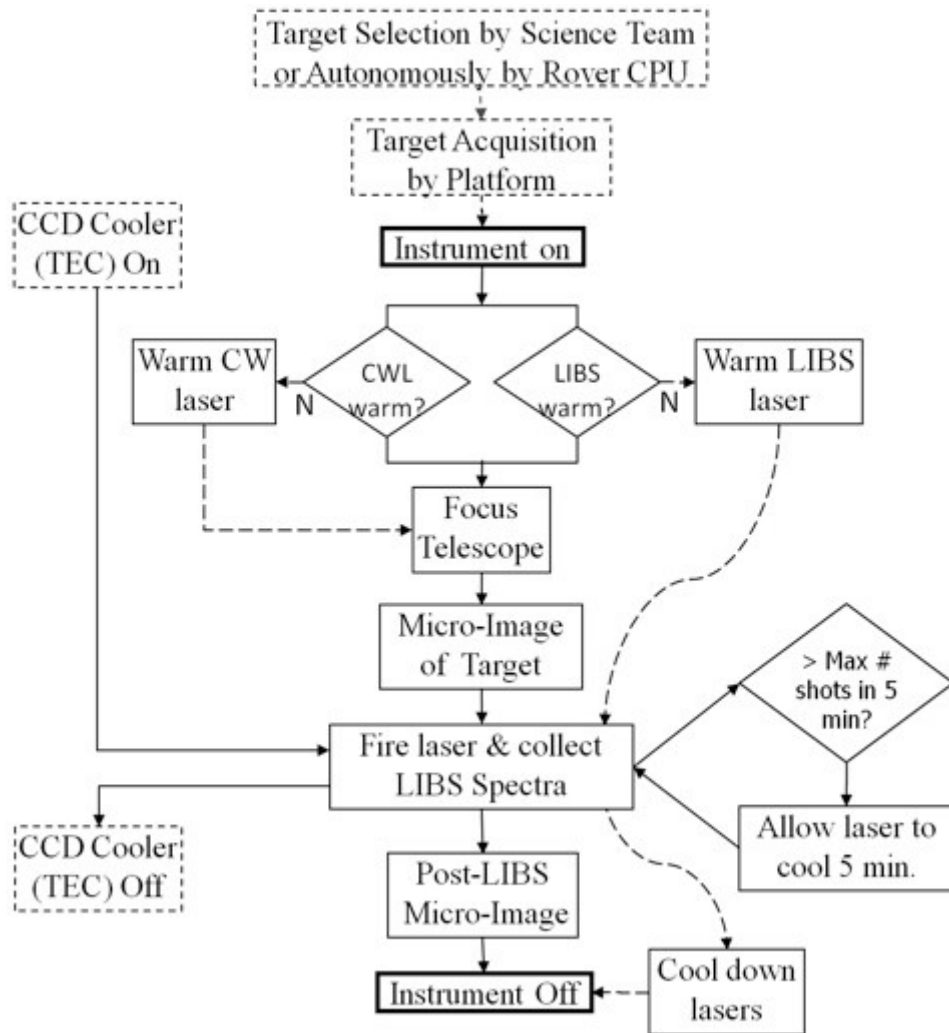 Target Selection by Science Team
or Autonomously by Rover CPU
Target Acquisition
by Platform
CCD Cooler
(TEC) On
Instrument on
Warm CW
laser
N
CWL
warm?
LIBS
warm?
N
Warm LIBS
laser
Focus
Telescope
Micro-Image
of Target
> Max #
shots in 5
min?
Fire laser & collect
LIBS Spectra
Allow laser to
cool 5 min.
CCD Cooler
(TEC) Off
Post-LIBS
Micro-Image
Cool down
lasers
Instrument Off